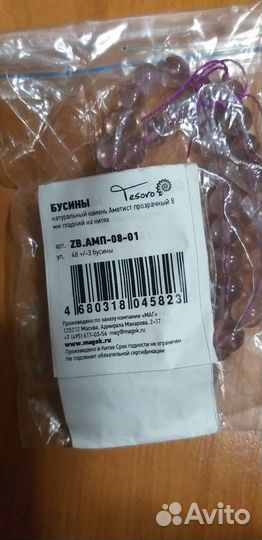 БУСИНЫ
Tesoro
натуральный камень Аметист прозрачный 8
мм гладкий на нитях
арт. ZB.АМП-08-01
уп. 48 +/-3 бусины
4 680318 045823
Произведено по заказу компании «МАГ»
125212 Москва, Адмирала Макарова, 2-17
+7 (495) 617-03-56 mag@magok.ru
www.magok.ru
Произведено в Китае Срок годности не ограничен
Не подлежит обязательной сертификации
Avito